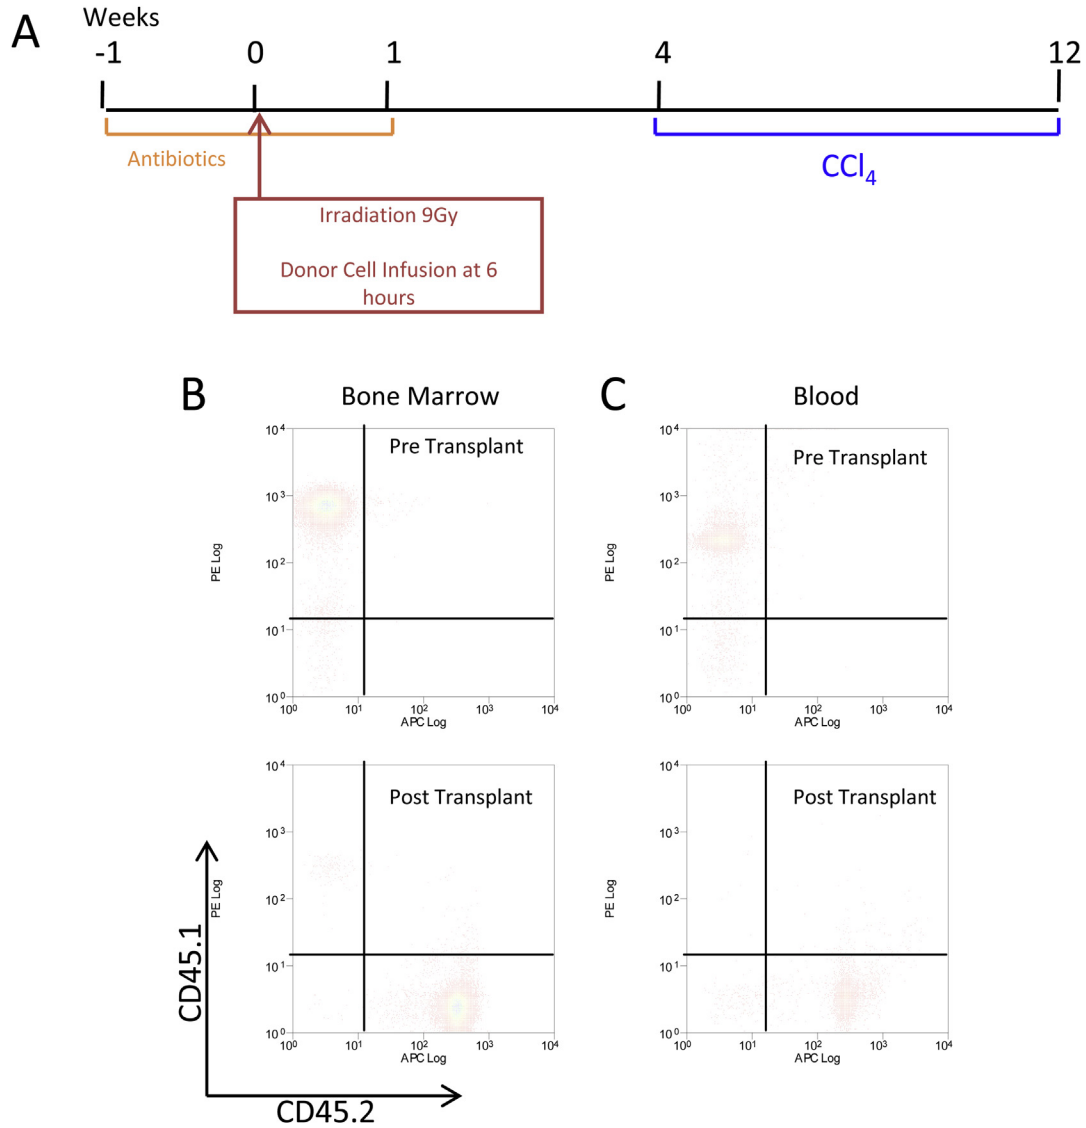 A
Weeks
-1 0 1 4 12
Antibiotics
CCl4
Irradiation 9Gy
Donor Cell Infusion at 6
hours
B
Bone Marrow
Pre Transplant
PE Log
10^4
10^3
10^2
10^1
10^0
10^0 10^1 10^2 10^3 10^4
APC Log
C
Blood
Pre Transplant
PE Log
10^4
10^3
10^2
10^1
10^0
10^0 10^1 10^2 10^3 10^4
APC Log
Post Transplant
PE Log
10^4
10^3
10^2
10^1
10^0
10^0 10^1 10^2 10^3 10^4
APC Log
Post Transplant
PE Log
10^4
10^3
10^2
10^1
10^0
10^0 10^1 10^2 10^3 10^4
APC Log
CD45.1
CD45.2